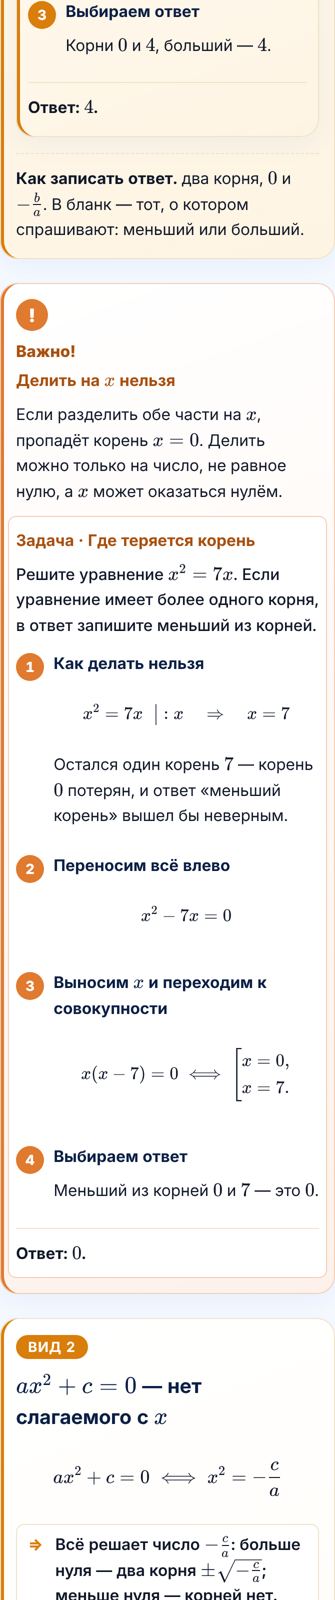 3 Выбираем ответ
Корни 0 и 4, больший — 4.
Ответ: 4.
Как записать ответ. два корня, 0 и
−b/a. В бланк — тот, о котором
спрашивают: меньший или больший.
!
Важно!
Делить на x нельзя
Если разделить обе части на x,
пропадёт корень x = 0. Делить
можно только на число, не равное
нулю, а x может оказаться нулём.
Задача · Где теряется корень
Решите уравнение x² = 7x. Если
уравнение имеет более одного корня,
в ответ запишите меньший из корней.
1 Как делать нельзя
x² = 7x | : x ⇒ x = 7
Остался один корень 7 — корень
0 потерян, и ответ «меньший
корень» вышел бы неверным.
2 Переносим всё влево
x² − 7x = 0
3 Выносим x и переходим к
совокупности
x(x − 7) = 0 ⟺ [x = 0,
x = 7.
4 Выбираем ответ
Меньший из корней 0 и 7 — это 0.
Ответ: 0.
ВИД 2
ax² + c = 0 — нет
слагаемого с x
ax² + c = 0 ⟺ x² = −c/a
⇒ Всё решает число −c/a: больше
нуля — два корня ±√(−c/a);
меньше нуля — корней нет.